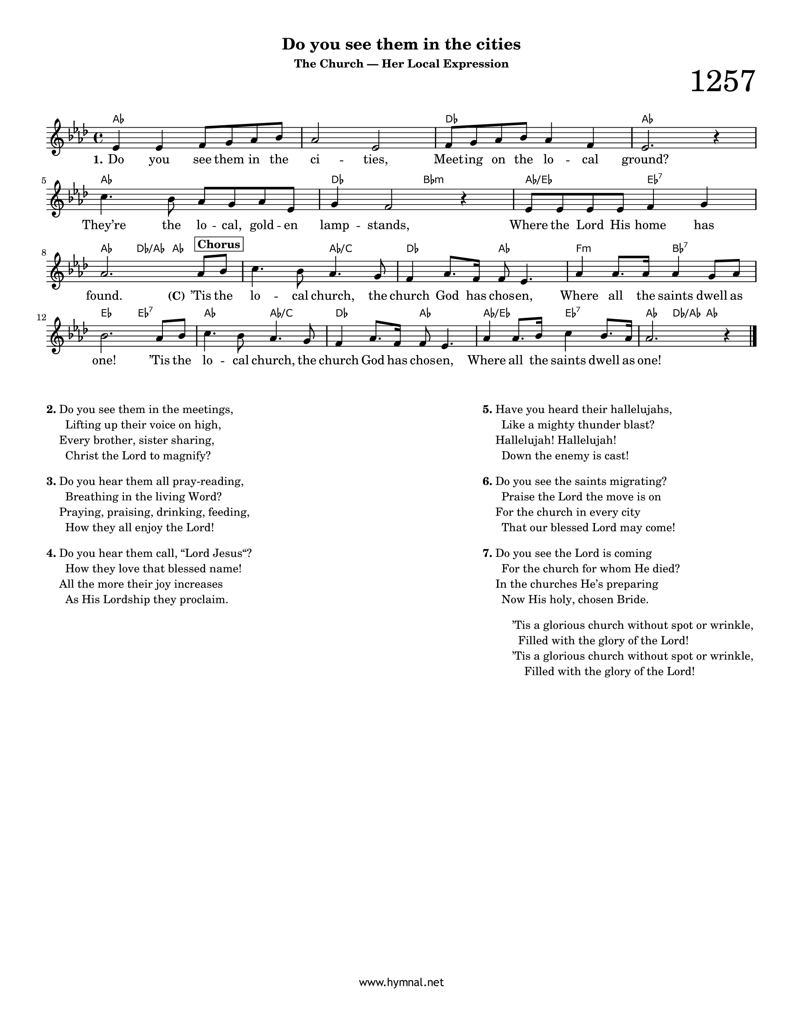 Do you see them in the cities
The Church — Her Local Expression
1257
A♭ D♭ A♭
1. Do you see them in the ci - ties, Meeting on the lo - cal ground?
5 A♭ D♭ B♭m A♭/E♭ E♭7
They're the lo - cal, gold - en lamp - stands, Where the Lord His home has
8 A♭ D♭/A♭ A♭ Chorus A♭/C D♭ A♭ Fm B♭7
found. (C) 'Tis the lo - cal church, the church God has chosen, Where all the saints dwell as
12 E♭ E♭7 A♭ A♭/C D♭ A♭ A♭/E♭ E♭7 A♭ D♭/A♭ A♭
one! 'Tis the lo - cal church, the church God has chosen, Where all the saints dwell as one!
2. Do you see them in the meetings,
Lifting up their voice on high,
Every brother, sister sharing,
Christ the Lord to magnify?
3. Do you hear them all pray-reading,
Breathing in the living Word?
Praying, praising, drinking, feeding,
How they all enjoy the Lord!
4. Do you hear them call, “Lord Jesus“?
How they love that blessed name!
All the more their joy increases
As His Lordship they proclaim.
5. Have you heard their hallelujahs,
Like a mighty thunder blast?
Hallelujah! Hallelujah!
Down the enemy is cast!
6. Do you see the saints migrating?
Praise the Lord the move is on
For the church in every city
That our blessed Lord may come!
7. Do you see the Lord is coming
For the church for whom He died?
In the churches He's preparing
Now His holy, chosen Bride.
'Tis a glorious church without spot or wrinkle,
Filled with the glory of the Lord!
'Tis a glorious church without spot or wrinkle,
Filled with the glory of the Lord!
www.hymnal.net